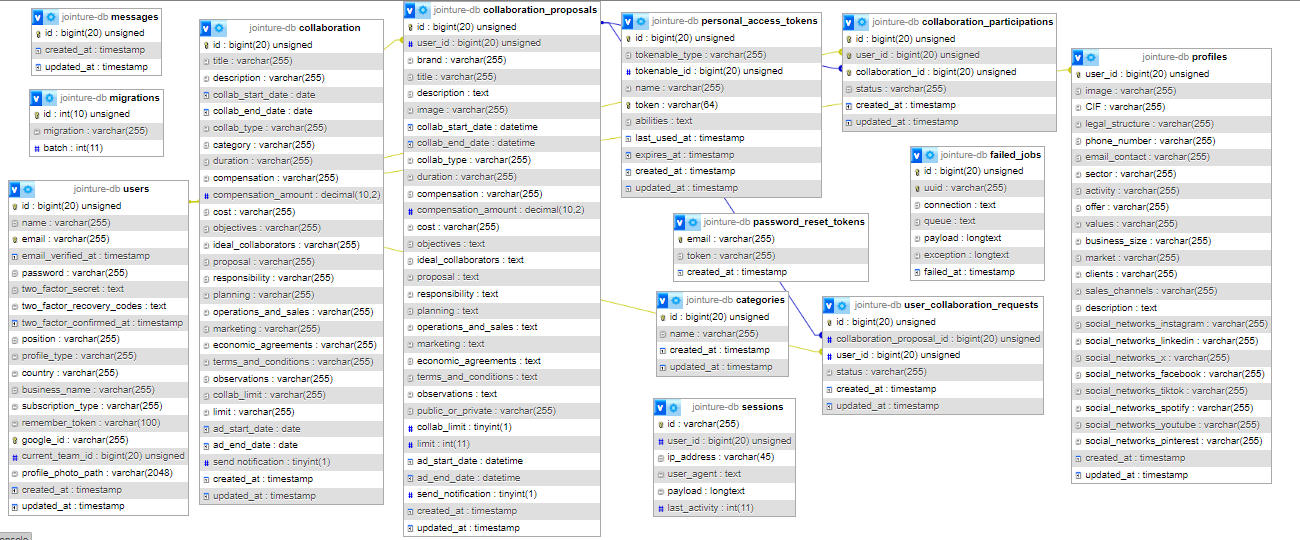 jointure-db messages
id : bigint(20) unsigned
created_at : timestamp
updated_at : timestamp
jointure-db migrations
id : int(10) unsigned
migration : varchar(255)
batch : int(11)
jointure-db users
id : bigint(20) unsigned
name : varchar(255)
email : varchar(255)
email_verified_at : timestamp
password : varchar(255)
two_factor_secret : text
two_factor_recovery_codes : text
two_factor_confirmed_at : timestamp
position : varchar(255)
profile_type : varchar(255)
country : varchar(255)
business_name : varchar(255)
subscription_type : varchar(255)
remember_token : varchar(100)
google_id : varchar(255)
current_team_id : bigint(20) unsigned
profile_photo_path : varchar(2048)
created_at : timestamp
updated_at : timestamp
jointure-db collaboration
id : bigint(20) unsigned
title : varchar(255)
description : varchar(255)
collab_start_date : date
collab_end_date : date
collab_type : varchar(255)
category : varchar(255)
duration : varchar(255)
compensation : varchar(255)
compensation_amount : decimal(10,2)
cost : varchar(255)
objectives : varchar(255)
ideal_collaborators : varchar(255)
proposal : varchar(255)
responsibility : varchar(255)
planning : varchar(255)
operations_and_sales : varchar(255)
marketing : varchar(255)
economic_agreements : varchar(255)
terms_and_conditions : varchar(255)
observations : varchar(255)
collab_limit : varchar(255)
limit : varchar(255)
ad_start_date : date
ad_end_date : date
send notification : tinyint(1)
created_at : timestamp
updated_at : timestamp
jointure-db collaboration_proposals
id : bigint(20) unsigned
user_id : bigint(20) unsigned
brand : varchar(255)
title : varchar(255)
description : text
image : varchar(255)
collab_start_date : datetime
collab_end_date : datetime
collab_type : varchar(255)
duration : varchar(255)
compensation : varchar(255)
compensation_amount : decimal(10,2)
cost : varchar(255)
objectives : text
ideal_collaborators : text
proposal : text
responsibility : text
planning : text
operations_and_sales : text
marketing : text
economic_agreements : text
terms_and_conditions : text
observations : text
public_or_private : varchar(255)
collab_limit : tinyint(1)
limit : int(11)
ad_start_date : datetime
ad_end_date : datetime
send_notification : tinyint(1)
created_at : timestamp
updated_at : timestamp
jointure-db personal_access_tokens
id : bigint(20) unsigned
tokenable_type : varchar(255)
tokenable_id : bigint(20) unsigned
name : varchar(255)
token : varchar(64)
abilities : text
last_used_at : timestamp
expires_at : timestamp
created_at : timestamp
updated_at : timestamp
jointure-db password_reset_tokens
email : varchar(255)
token : varchar(255)
created_at : timestamp
jointure-db categories
id : bigint(20) unsigned
name : varchar(255)
created_at : timestamp
updated_at : timestamp
jointure-db sessions
id : varchar(255)
user_id : bigint(20) unsigned
ip_address : varchar(45)
user_agent : text
payload : longtext
last_activity : int(11)
jointure-db collaboration_participations
id : bigint(20) unsigned
user_id : bigint(20) unsigned
collaboration_id : bigint(20) unsigned
status : varchar(255)
created_at : timestamp
updated_at : timestamp
jointure-db failed_jobs
id : bigint(20) unsigned
uuid : varchar(255)
connection : text
queue : text
payload : longtext
exception : longtext
failed_at : timestamp
jointure-db user_collaboration_requests
id : bigint(20) unsigned
collaboration_proposal_id : bigint(20) unsigned
user_id : bigint(20) unsigned
status : varchar(255)
created_at : timestamp
updated_at : timestamp
jointure-db profiles
user_id : bigint(20) unsigned
image : varchar(255)
CIF : varchar(255)
legal_structure : varchar(255)
phone_number : varchar(255)
email_contact : varchar(255)
sector : varchar(255)
activity : varchar(255)
offer : varchar(255)
values : varchar(255)
business_size : varchar(255)
market : varchar(255)
clients : varchar(255)
sales_channels : varchar(255)
description : text
social_networks_instagram : varchar(255)
social_networks_linkedin : varchar(255)
social_networks_x : varchar(255)
social_networks_facebook : varchar(255)
social_networks_tiktok : varchar(255)
social_networks_spotify : varchar(255)
social_networks_youtube : varchar(255)
social_networks_pinterest : varchar(255)
created_at : timestamp
updated_at : timestamp